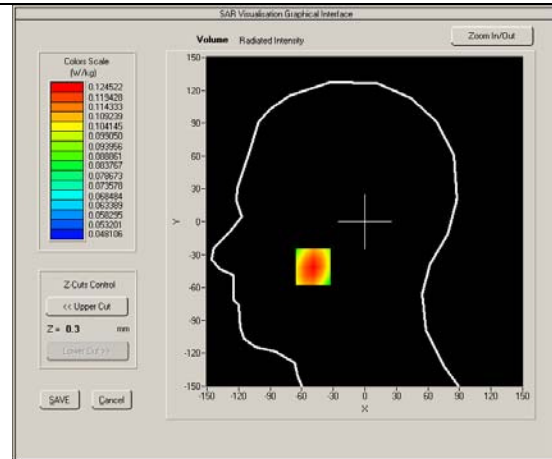 SAR Visualisation Graphical Interface
Volume Radiated Intensity
Zoom In/Out
Colors Scale
(W/kg)
0.124522
0.119428
0.114333
0.109239
0.104145
0.099050
0.093956
0.088861
0.083767
0.078673
0.073578
0.068484
0.063389
0.058295
0.053201
0.048106
Z-Cuts Control
<< Upper Cut
Z = 0.3 mm
Lower Cut >>
SAVE Cancel
150
120
90
60
30
0
-30
-60
-90
-120
-150
Y
-150 -120 -90 -60 -30 0 30 60 90 120 150
X